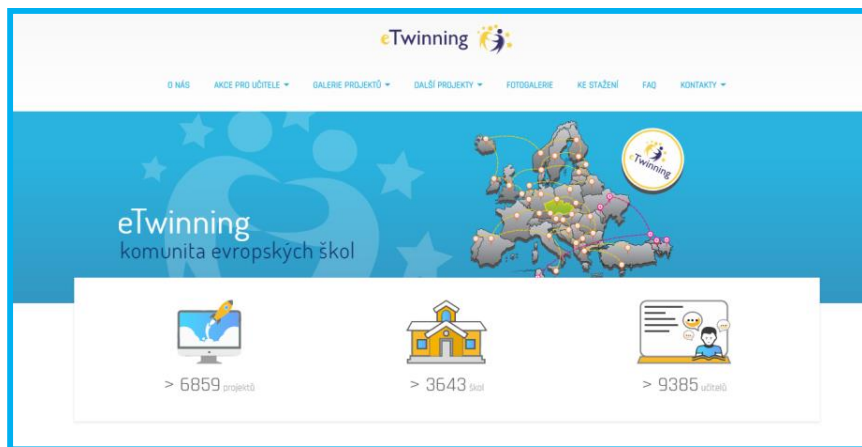 eTwinning
O NÁS AKCE PRO UČITELE GALERIE PROJEKTŮ DALŠÍ PROJEKTY FOTOGALERIE KE STAŽENÍ FAQ KONTAKTY
eTwinning
eTwinning
komunita evropských škol
> 6859 projektů > 3643 škol > 9385 učitelů